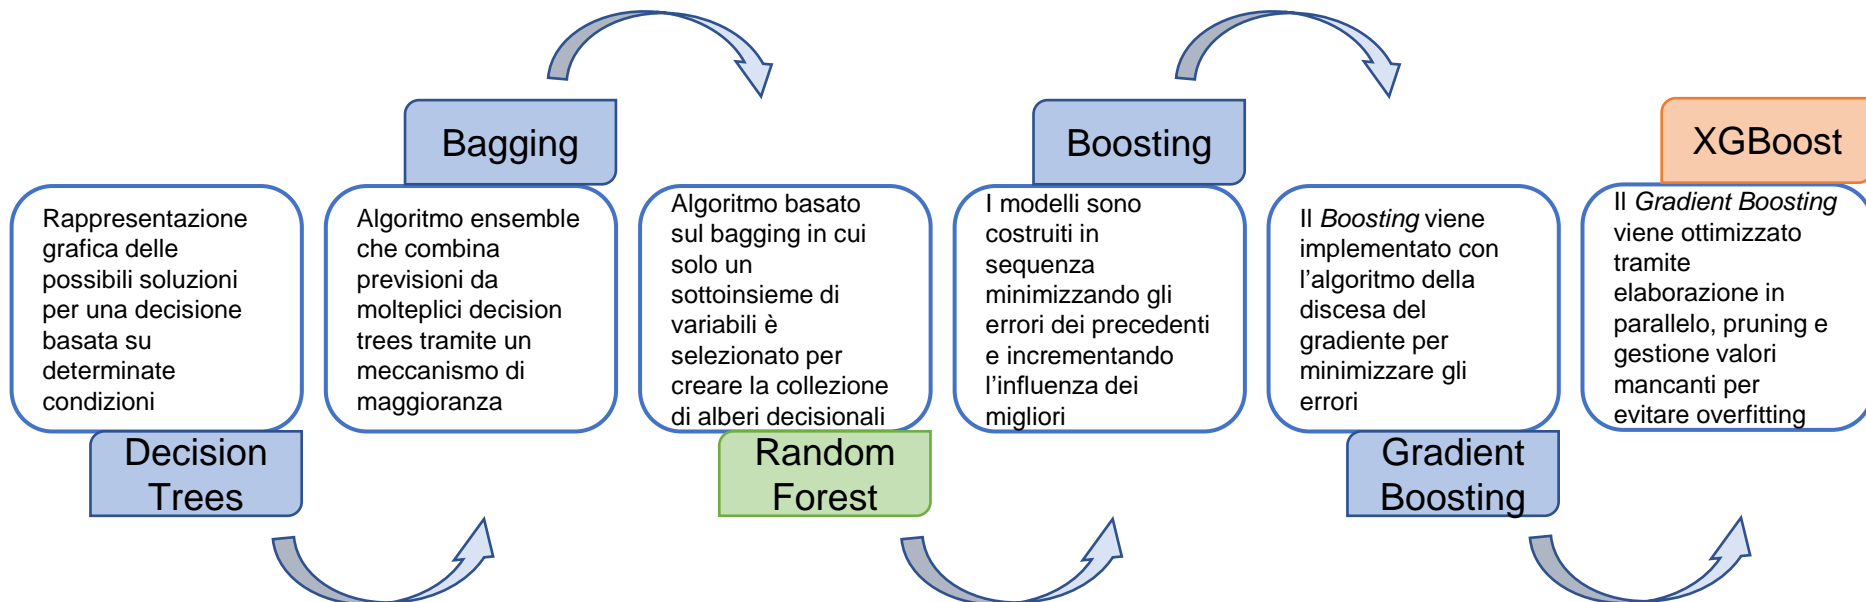 Rappresentazione
grafica delle
possibili soluzioni
per una decisione
basata su
determinate
condizioni
Decision
Trees
Bagging
Algoritmo ensemble
che combina
previsioni da
molteplici decision
trees tramite un
meccanismo di
maggioranza
Algoritmo basato
sul bagging in cui
solo un
sottoinsieme di
variabili è
selezionato per
creare la collezione
di alberi decisionali
Random
Forest
Boosting
I modelli sono
costruiti in
sequenza
minimizzando gli
errori dei precedenti
e incrementando
l’influenza dei
migliori
Il Boosting viene
implementato con
l’algoritmo della
discesa del
gradiente per
minimizzare gli
errori
Gradient
Boosting
XGBoost
Il Gradient Boosting
viene ottimizzato
tramite
elaborazione in
parallelo, pruning e
gestione valori
mancanti per
evitare overfitting